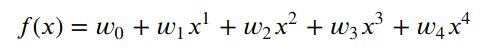 f(x) = w₀ + w₁x¹ + w₂x² + w₃x³ + w₄x⁴